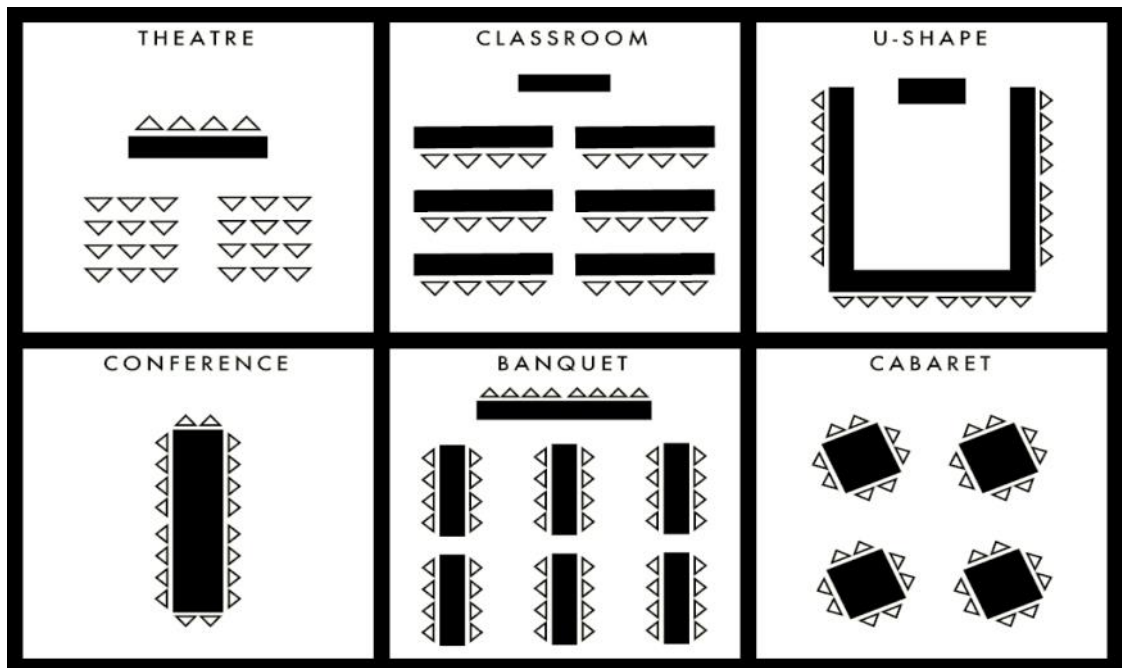 THEATRE
CLASSROOM
U-SHAPE
CONFERENCE
BANQUET
CABARET